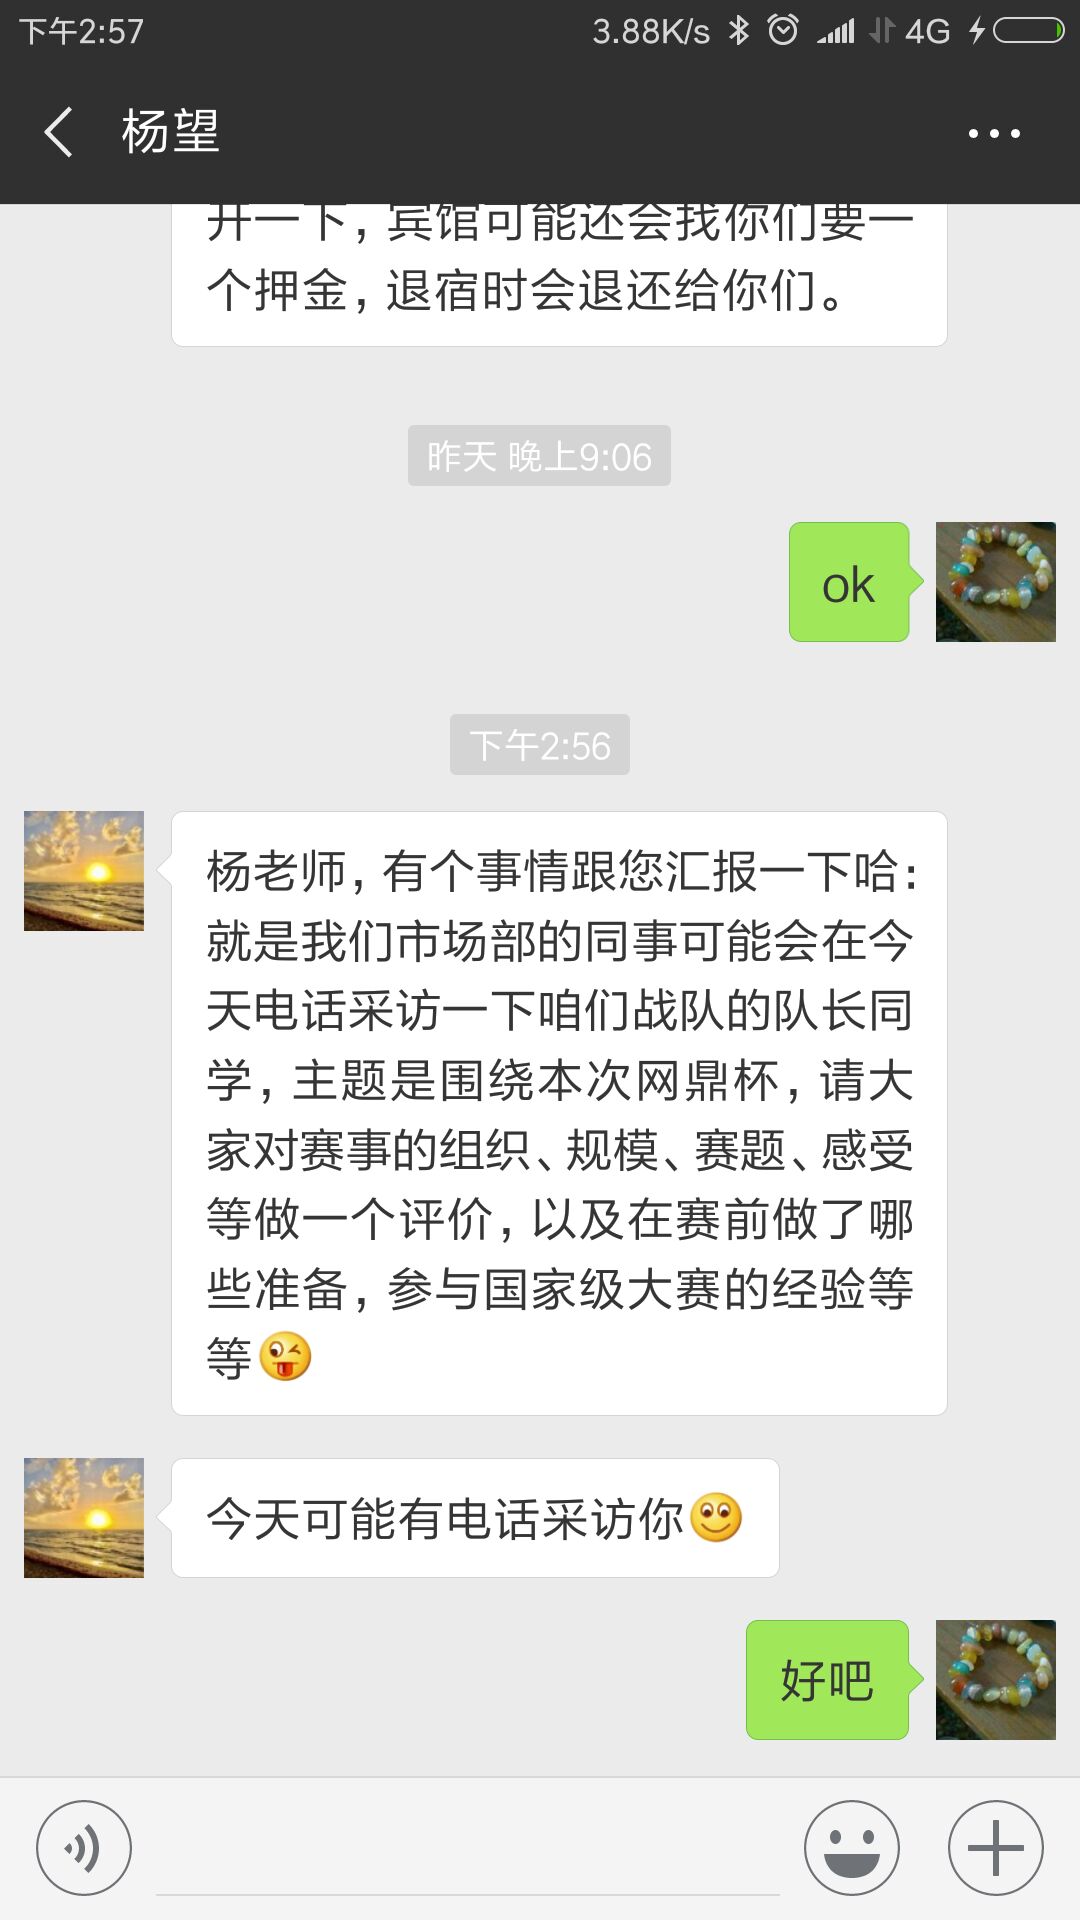 下午2:57
3.88K/s 4G
杨望
开一下，宾馆可能还会找你们要一
个押金，退宿时会退还给你们。
昨天 晚上9:06
ok
下午2:56
杨老师，有个事情跟您汇报一下哈：
就是我们市场部的同事可能会在今
天电话采访一下咱们战队的队长同
学，主题是围绕本次网鼎杯，请大
家对赛事的组织、规模、赛题、感受
等做一个评价，以及在赛前做了哪
些准备，参与国家级大赛的经验等
等😜
今天可能有电话采访你🙂
好吧